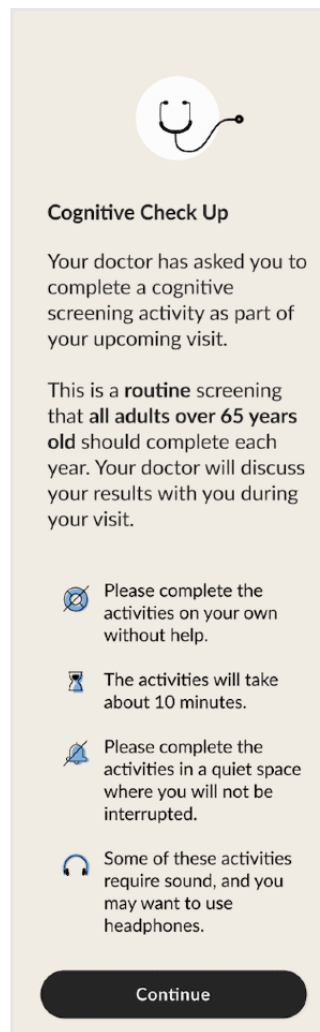 Cognitive Check Up
Your doctor has asked you to
complete a cognitive
screening activity as part of
your upcoming visit.
This is a routine screening
that all adults over 65 years
old should complete each
year. Your doctor will discuss
your results with you during
your visit.
Please complete the
activities on your own
without help.
The activities will take
about 10 minutes.
Please complete the
activities in a quiet space
where you will not be
interrupted.
Some of these activities
require sound, and you
may want to use
headphones.
Continue